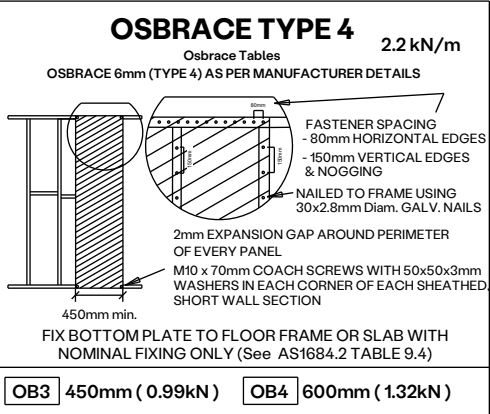 OSBRACE TYPE 4
2.2 kN/m
Osbrace Tables
OSBRACE 6mm (TYPE 4) AS PER MANUFACTURER DETAILS
80mm
150mm
150mm
FASTENER SPACING
- 80mm HORIZONTAL EDGES
- 150mm VERTICAL EDGES
& NOGGING
NAILED TO FRAME USING
30x2.8mm Diam. GALV. NAILS
2mm EXPANSION GAP AROUND PERIMETER
OF EVERY PANEL
M10 x 70mm COACH SCREWS WITH 50x50x3mm
WASHERS IN EACH CORNER OF EACH SHEATHED,
SHORT WALL SECTION
450mm min.
FIX BOTTOM PLATE TO FLOOR FRAME OR SLAB WITH
NOMINAL FIXING ONLY (See AS1684.2 TABLE 9.4)
OB3 450mm ( 0.99kN ) OB4 600mm ( 1.32kN )